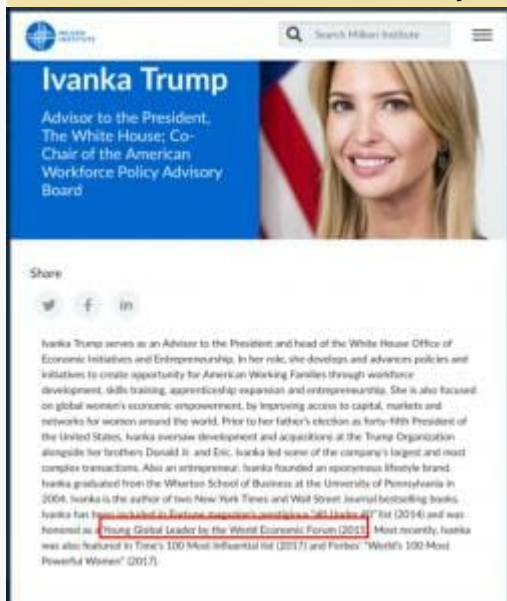 MILKEN
INSTITUTE
Search Milken Institute
Ivanka Trump
Advisor to the President,
The White House; Co-
Chair of the American
Workforce Policy Advisory
Board
Share
f in
Ivanka Trump serves as an Advisor to the President and head of the White House Office of
Economic Initiatives and Entrepreneurship. In her role, she develops and advances policies and
initiatives to create opportunity for American Working Families through workforce
development, skills training, apprenticeship expansion and entrepreneurship. She is also focused
on global women's economic empowerment, by improving access to capital, markets and
networks for women around the world. Prior to her father's election as forty-fifth President of
the United States, Ivanka oversaw development and acquisitions at the Trump Organization
alongside her brothers Donald Jr. and Eric. Ivanka led some of the company's largest and most
complex transactions. Also an entrepreneur, Ivanka founded an eponymous lifestyle brand.
Ivanka graduated from the Wharton School of Business at the University of Pennsylvania in
2004. Ivanka is the author of two New York Times and Wall Street Journal bestselling books.
Ivanka has been included in Fortune magazine's prestigious "40 Under 40" list (2014) and was
honored as a Young Global Leader by the World Economic Forum (2015). Most recently, Ivanka
was also featured in Time's 100 Most Influential list (2017) and Forbes' "World's 100 Most
Powerful Women" (2017).